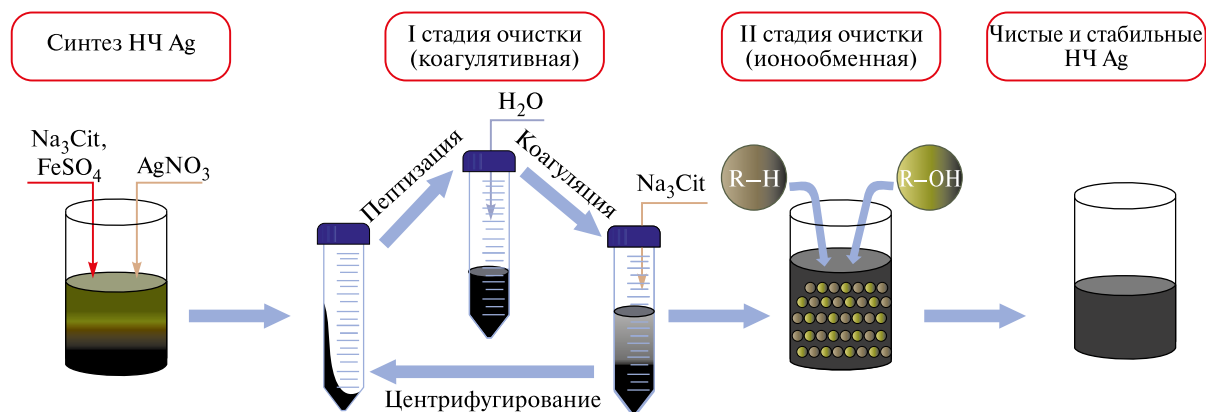 Синтез НЧ Ag
I стадия очистки
(коагулятивная)
II стадия очистки
(ионообменная)
Чистые и стабильные
НЧ Ag
Na₃Cit,
FeSO₄
AgNO₃
Пептизация
H₂O
Коагуляция
Na₃Cit
Центрифугирование
R–H
R–OH